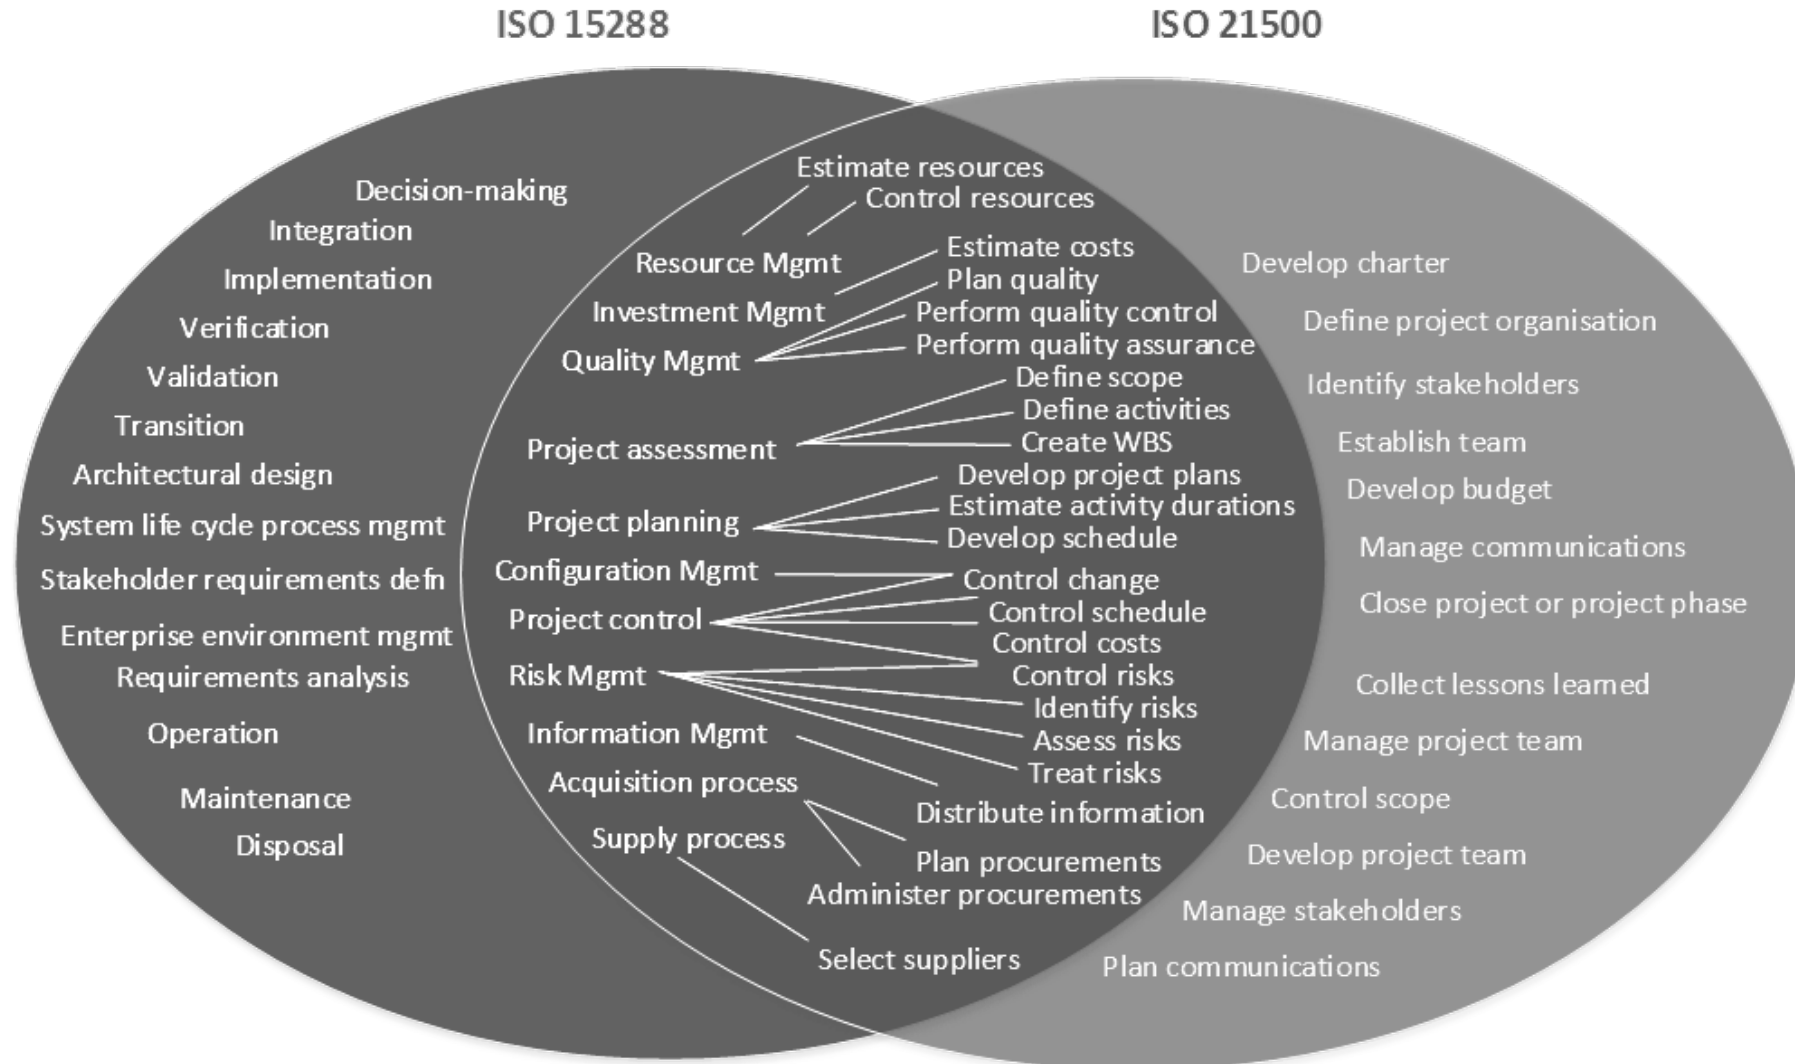 ISO 15288
ISO 21500
Decision-making
Integration
Implementation
Verification
Validation
Transition
Architectural design
System life cycle process mgmt
Stakeholder requirements defn
Enterprise environment mgmt
Requirements analysis
Operation
Maintenance
Disposal
Resource Mgmt
Investment Mgmt
Quality Mgmt
Project assessment
Project planning
Configuration Mgmt
Project control
Risk Mgmt
Information Mgmt
Acquisition process
Supply process
Estimate resources
Control resources
Estimate costs
Plan quality
Perform quality control
Perform quality assurance
Define scope
Define activities
Create WBS
Develop project plans
Estimate activity durations
Develop schedule
Control change
Control schedule
Control costs
Control risks
Identify risks
Assess risks
Treat risks
Distribute information
Plan procurements
Administer procurements
Select suppliers
Develop charter
Define project organisation
Identify stakeholders
Establish team
Develop budget
Manage communications
Close project or project phase
Collect lessons learned
Manage project team
Control scope
Develop project team
Manage stakeholders
Plan communications